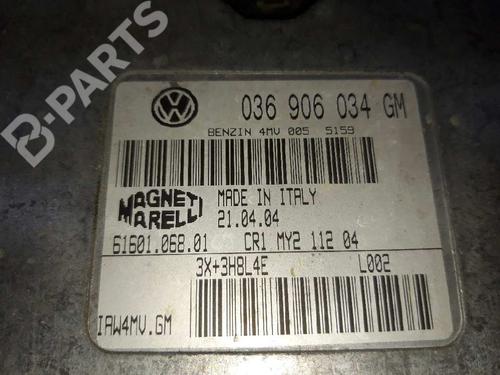 B-PARTS
036 906 034 GM
BENZIN 4MV 005 5159
MAGNETI MARELLI
MADE IN ITALY
21.04.04
61601.068.01 CR1 MY2 112 04
3X+3H8L4E L002
IAW4MV.GM